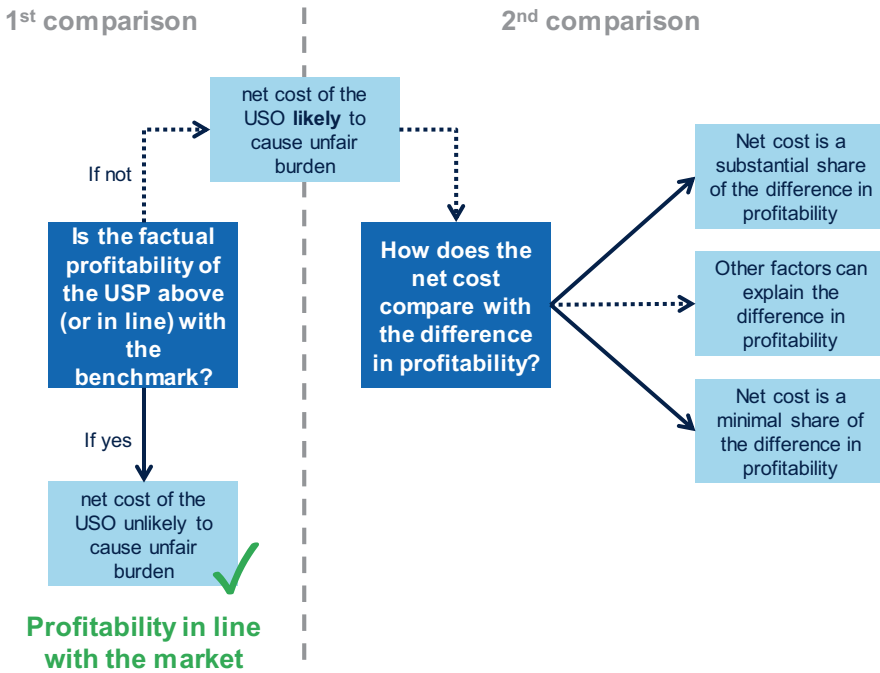 1st comparison
2nd comparison
net cost of the
USO likely to
cause unfair
burden
If not
Is the factual
profitability of
the USP above
(or in line) with
the
benchmark?
If yes
net cost of the
USO unlikely to
cause unfair
burden
Profitability in line
with the market
How does the
net cost
compare with
the difference
in profitability?
Net cost is a
substantial share
of the difference in
profitability
Other factors can
explain the
difference in
profitability
Net cost is a
minimal share of
the difference in
profitability